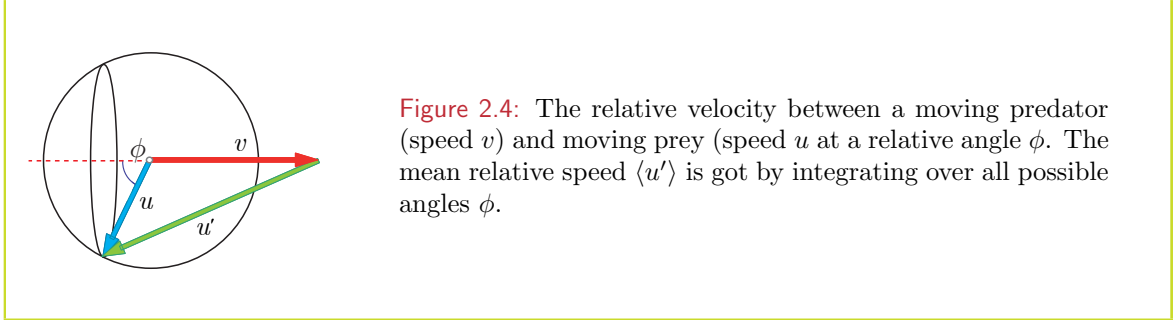 ϕ
v
u
u′
Figure 2.4: The relative velocity between a moving predator
(speed v) and moving prey (speed u at a relative angle ϕ. The
mean relative speed ⟨u′⟩ is got by integrating over all possible
angles ϕ.